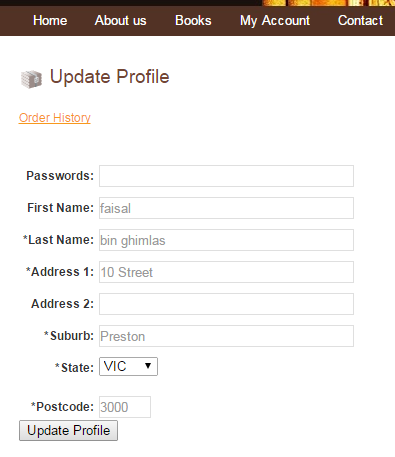 Home About us Books My Account Contact
Update Profile
Order History
Passwords:
First Name: faisal
*Last Name: bin ghimlas
*Address 1: 10 Street
Address 2:
*Suburb: Preston
*State: VIC
*Postcode: 3000
Update Profile